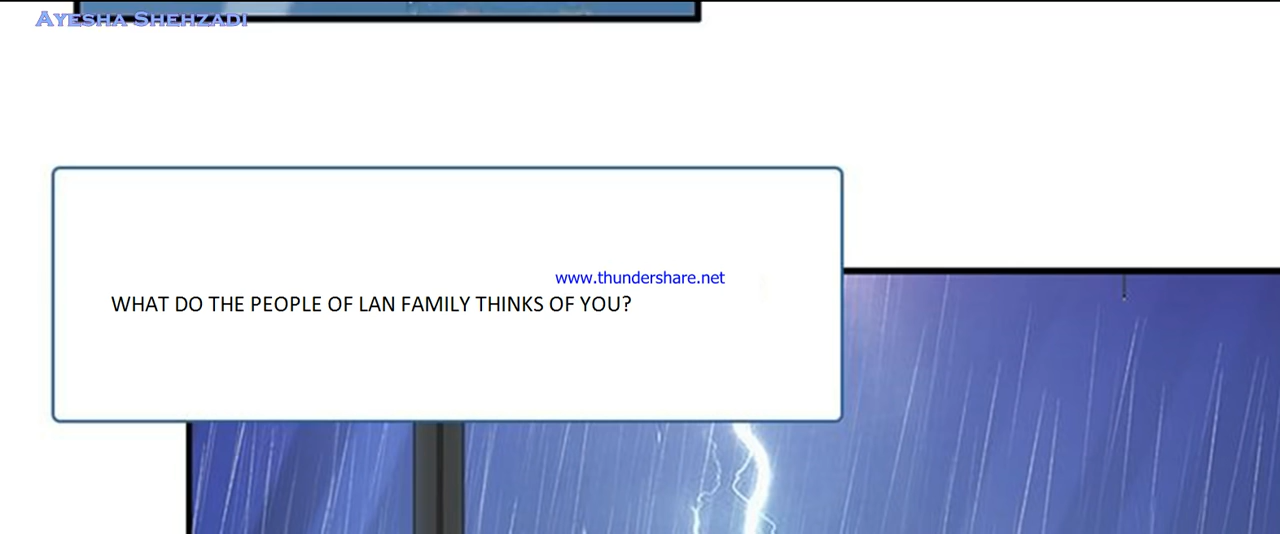 Ayesha Shehzadi
www.thundershare.net
WHAT DO THE PEOPLE OF LAN FAMILY THINKS OF YOU?